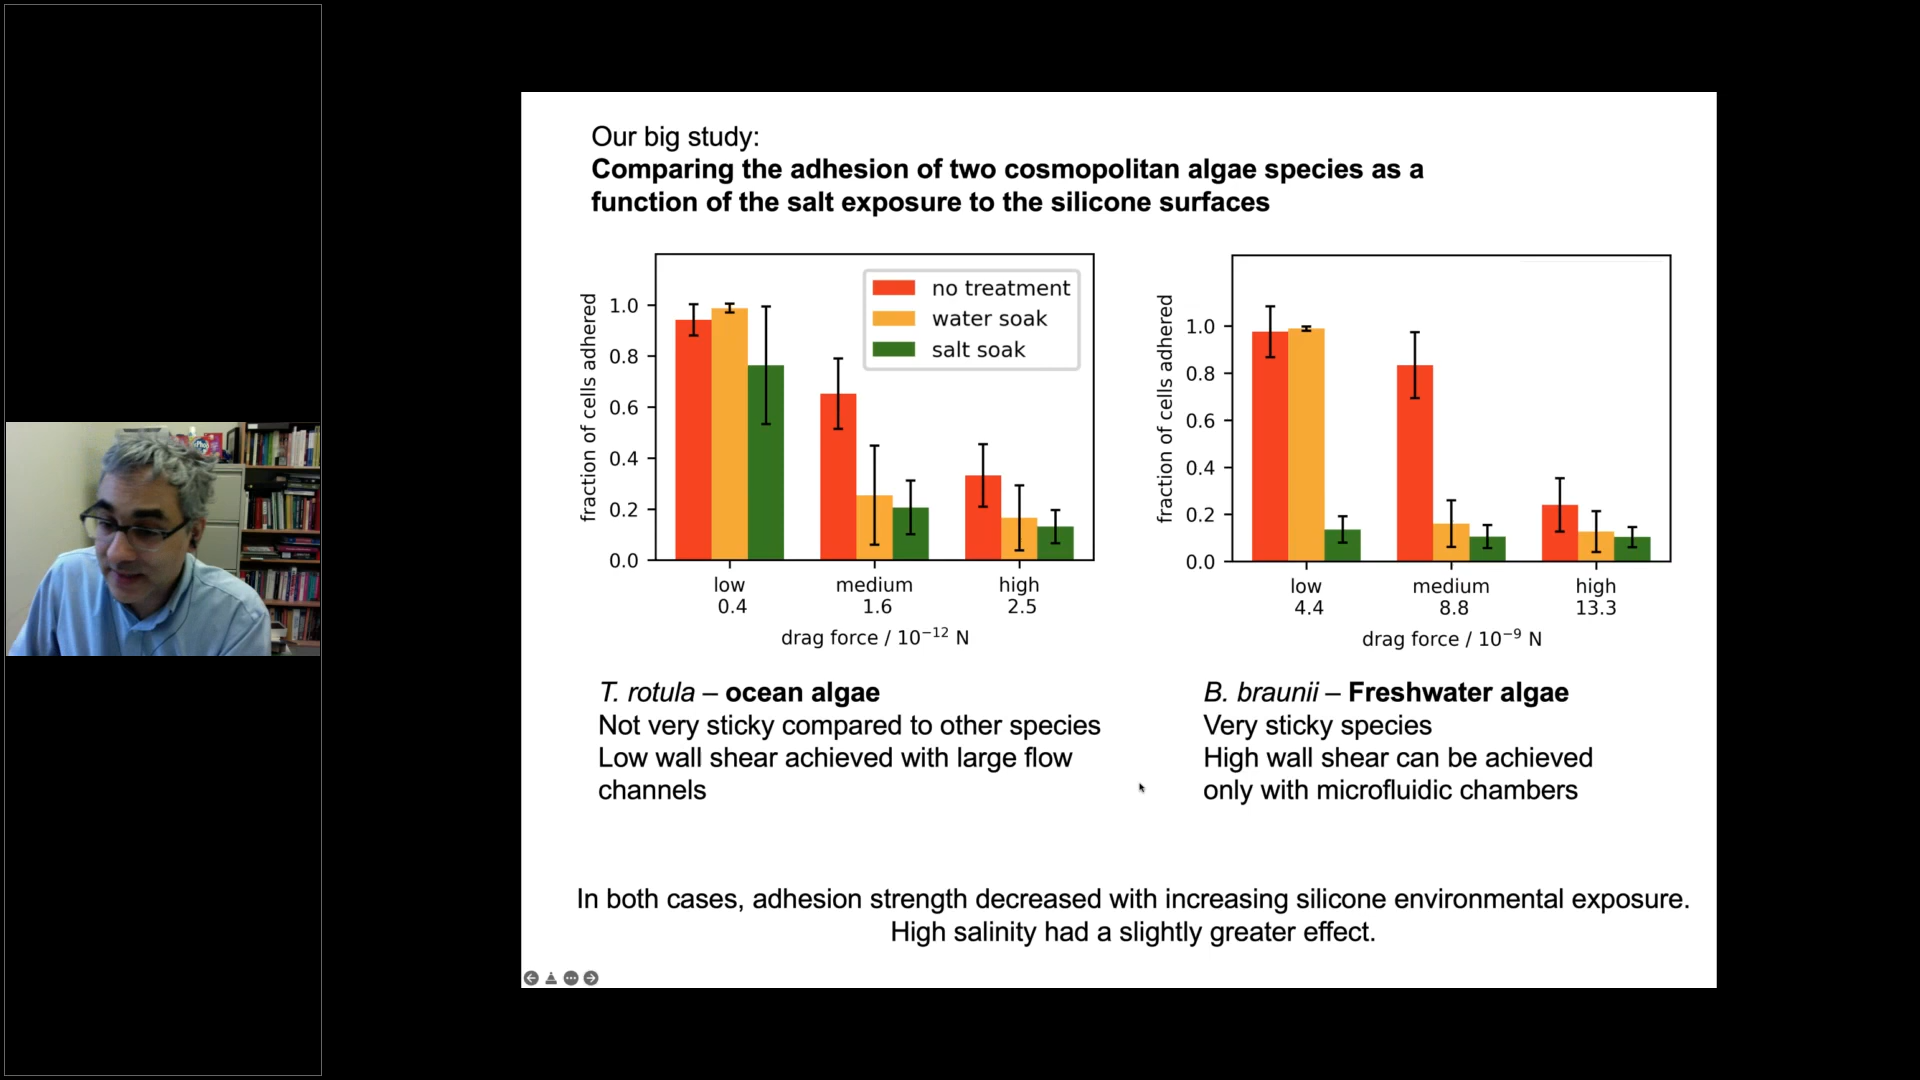 Our big study:
Comparing the adhesion of two cosmopolitan algae species as a
function of the salt exposure to the silicone surfaces
fraction of cells adhered
1.0
0.8
0.6
0.4
0.2
0.0
no treatment
water soak
salt soak
low medium high
0.4 1.6 2.5
drag force / 10⁻¹² N
fraction of cells adhered
1.0
0.8
0.6
0.4
0.2
0.0
low medium high
4.4 8.8 13.3
drag force / 10⁻⁹ N
T. rotula – ocean algae
Not very sticky compared to other species
Low wall shear achieved with large flow
channels
B. braunii – Freshwater algae
Very sticky species
High wall shear can be achieved
only with microfluidic chambers
In both cases, adhesion strength decreased with increasing silicone environmental exposure.
High salinity had a slightly greater effect.